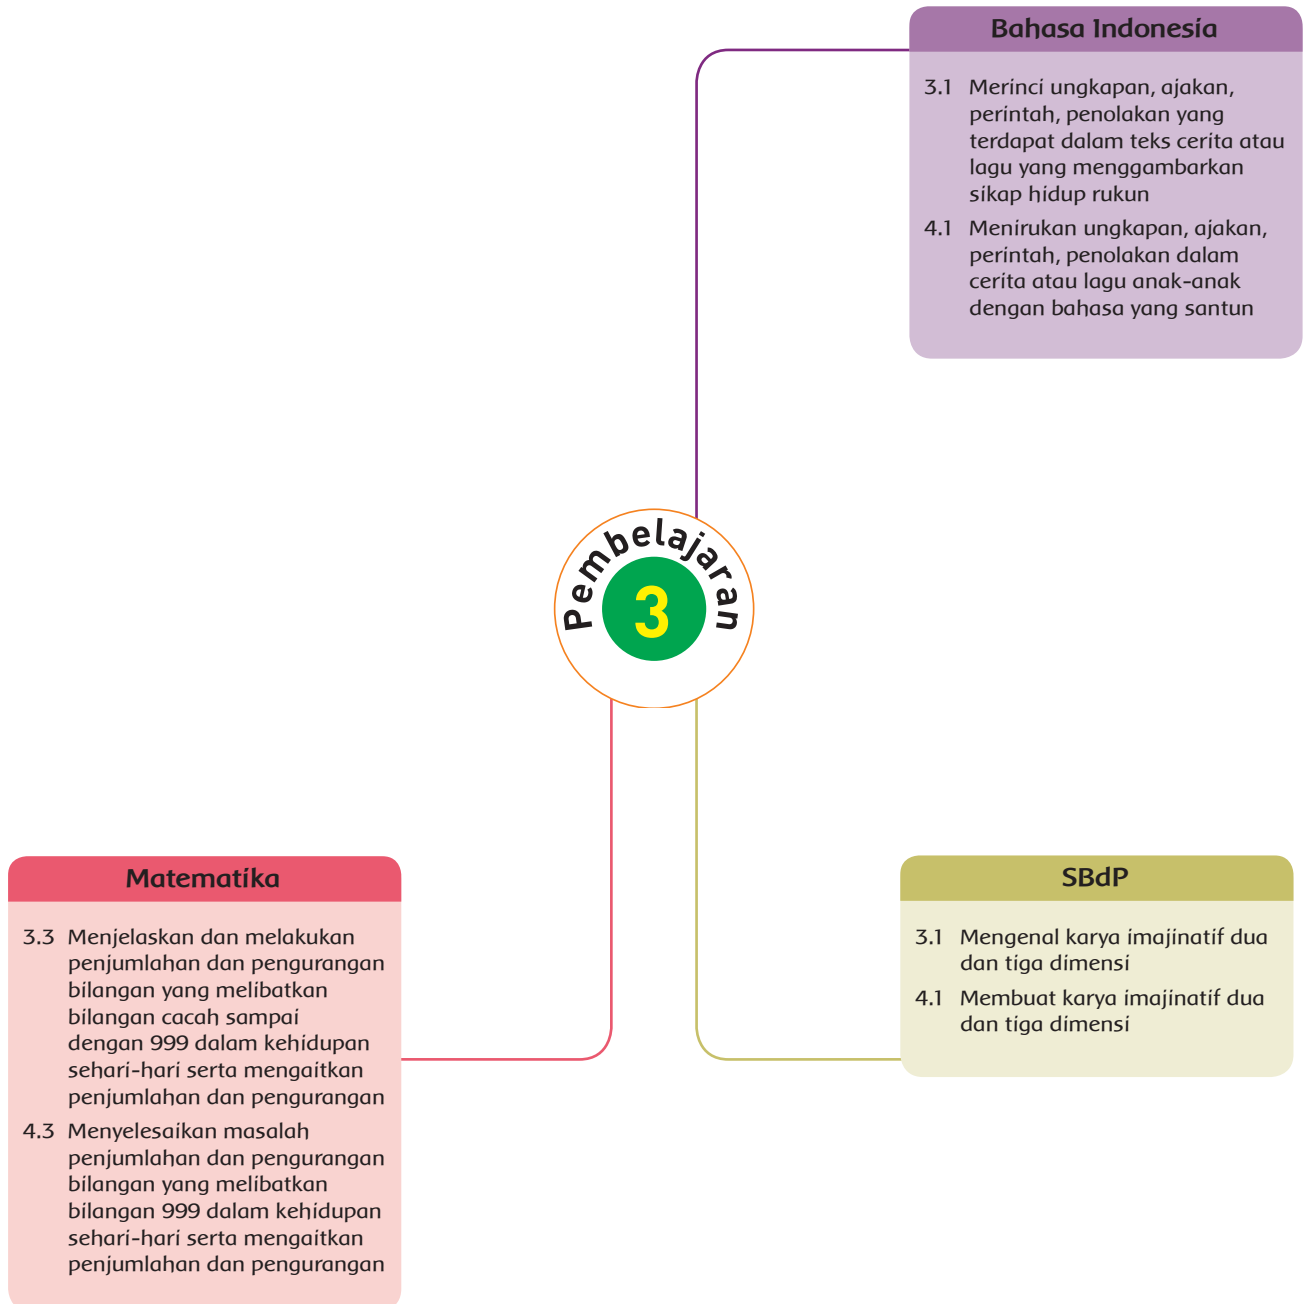 Bahasa Indonesia
3.1 Merinci ungkapan, ajakan,
perintah, penolakan yang
terdapat dalam teks cerita atau
lagu yang menggambarkan
sikap hidup rukun
4.1 Menirukan ungkapan, ajakan,
perintah, penolakan dalam
cerita atau lagu anak-anak
dengan bahasa yang santun
Pembelajaran
3
Matematika
3.3 Menjelaskan dan melakukan
penjumlahan dan pengurangan
bilangan yang melibatkan
bilangan cacah sampai
dengan 999 dalam kehidupan
sehari-hari serta mengaitkan
penjumlahan dan pengurangan
4.3 Menyelesaikan masalah
penjumlahan dan pengurangan
bilangan yang melibatkan
bilangan 999 dalam kehidupan
sehari-hari serta mengaitkan
penjumlahan dan pengurangan
SBdP
3.1 Mengenal karya imajinatif dua
dan tiga dimensi
4.1 Membuat karya imajinatif dua
dan tiga dimensi